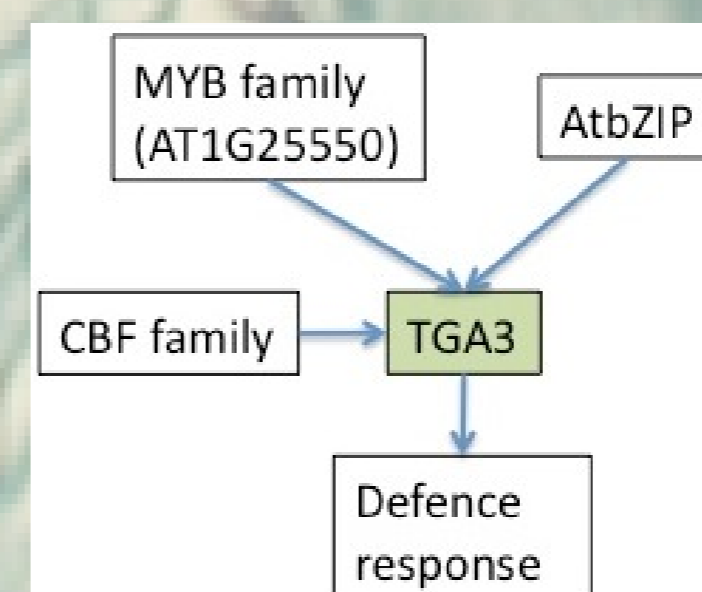 MYB family
(AT1G25550)
AtbZIP
CBF family
TGA3
Defence
response